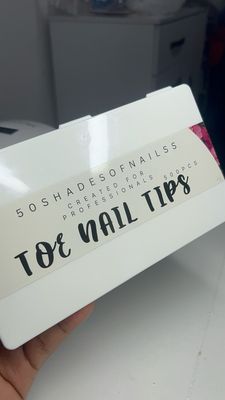 50SHADESOFNAILSS
CREATED FOR
PROFESSIONALS 500PCS
TOE NAIL TIPS